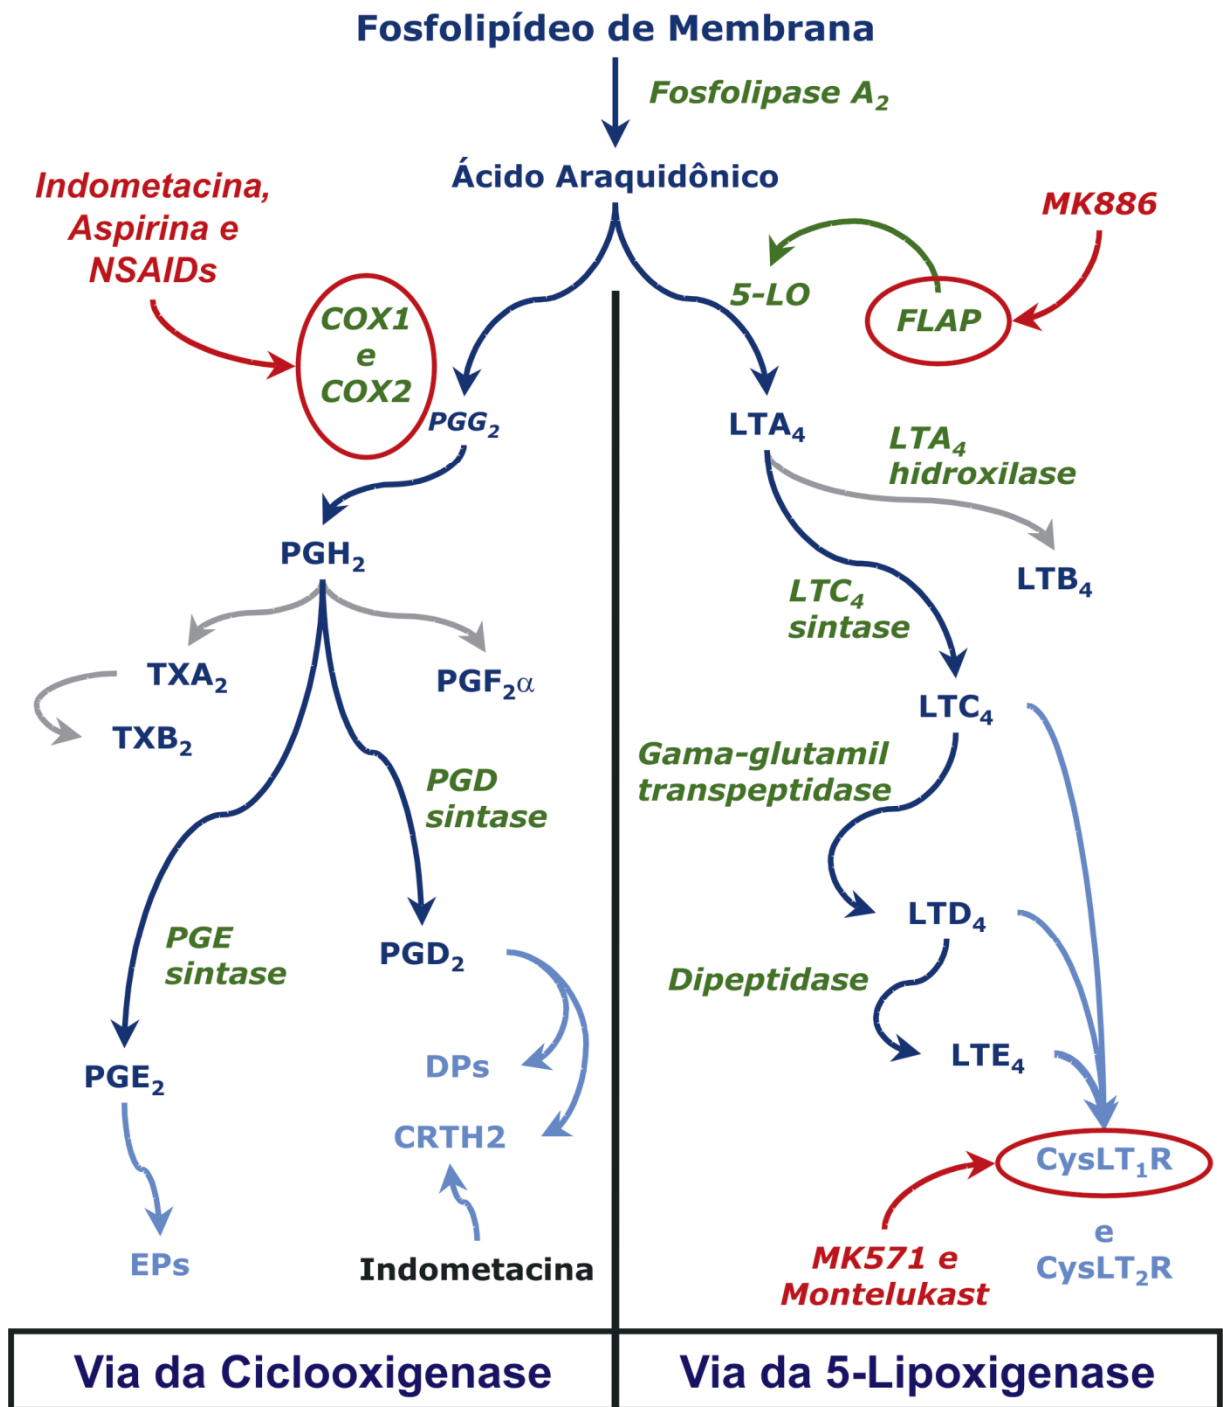 Fosfolipídeo de Membrana
Fosfolipase A₂
Ácido Araquidônico
Indometacina,
Aspirina e
NSAIDs
COX1
e
COX2
PGG₂
PGH₂
TXA₂
TXB₂
PGF₂α
PGD
sintase
PGE
sintase
PGD₂
PGE₂
DPs
CRTH2
EPs
Indometacina
Via da Ciclooxigenase
MK886
5-LO
FLAP
LTA₄
LTA₄
hidroxilase
LTB₄
LTC₄
sintase
LTC₄
Gama-glutamil
transpeptidase
LTD₄
Dipeptidase
LTE₄
CysLT₁R
e
CysLT₂R
MK571 e
Montelukast
Via da 5-Lipoxigenase